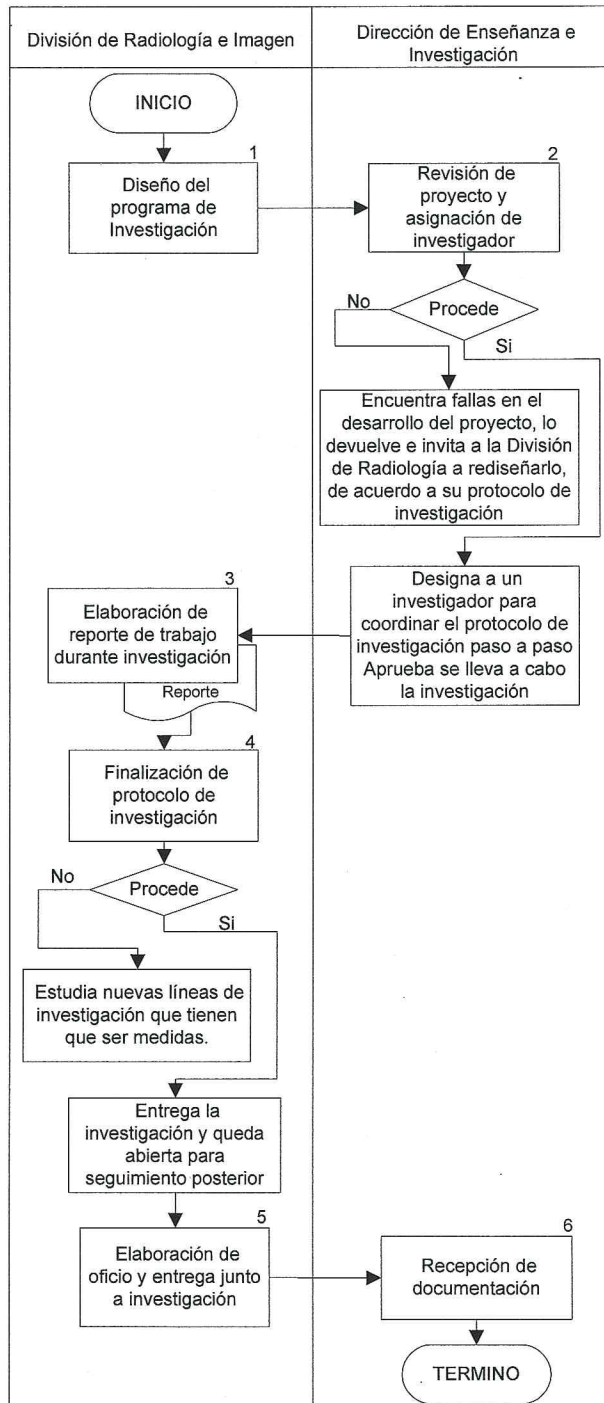 División de Radiología e Imagen
Dirección de Enseñanza e
Investigación
INICIO
1
Diseño del
programa de
Investigación
2
Revisión de
proyecto y
asignación de
investigador
Procede
No
Si
Encuentra fallas en el
desarrollo del proyecto, lo
devuelve e invita a la División
de Radiología a rediseñarlo,
de acuerdo a su protocolo de
investigación
Designa a un
investigador para
coordinar el protocolo de
investigación paso a paso
Aprueba se lleva a cabo
la investigación
3
Elaboración de
reporte de trabajo
durante investigación
Reporte
4
Finalización de
protocolo de
investigación
Procede
No
Si
Estudia nuevas líneas de
investigación que tienen
que ser medidas.
Entrega la
investigación y queda
abierta para
seguimiento posterior
5
Elaboración de
oficio y entrega junto
a investigación
6
Recepción de
documentación
TERMINO